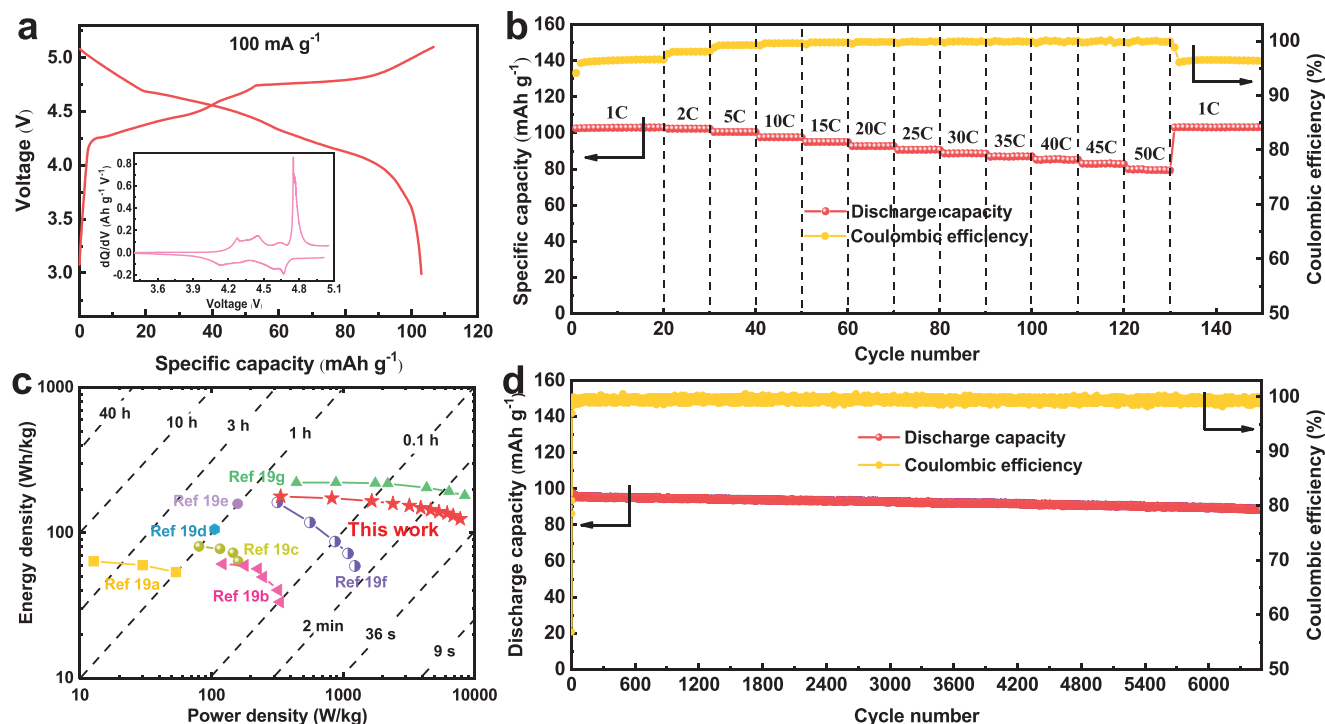 a
100 mA g⁻¹
Voltage (V)
5.0
4.5
4.0
3.5
3.0
0
20
40
60
80
100
120
Specific capacity (mAh g⁻¹)
dQ/dV (Ah g⁻¹ V⁻¹)
0.8
0.6
0.4
0.2
0.0
-0.2
3.6
3.9
4.2
4.5
4.8
5.1
Voltage (V)
b
Specific capacity (mAh g⁻¹)
160
140
120
100
80
60
40
20
0
1C
2C
5C
10C
15C
20C
25C
30C
35C
40C
45C
50C
1C
Discharge capacity
Coulombic efficiency
0
20
40
60
80
100
120
140
Cycle number
100
92
84
75
67
58
50
Coulombic efficiency (%)
c
Energy density (Wh/kg)
1000
100
10
40 h
10 h
3 h
1 h
0.1 h
Ref 19g
Ref 19e
This work
Ref 19d
Ref 19c
Ref 19a
Ref 19f
Ref 19b
2 min
36 s
9 s
10
100
1000
10000
Power density (W/kg)
d
Discharge capacity (mAh g⁻¹)
160
140
120
100
80
60
40
20
0
Discharge capacity
Coulombic efficiency
0
600
1200
1800
2400
3000
3600
4200
4800
5400
6000
Cycle number
100
90
80
70
60
50
Coulombic efficiency (%)